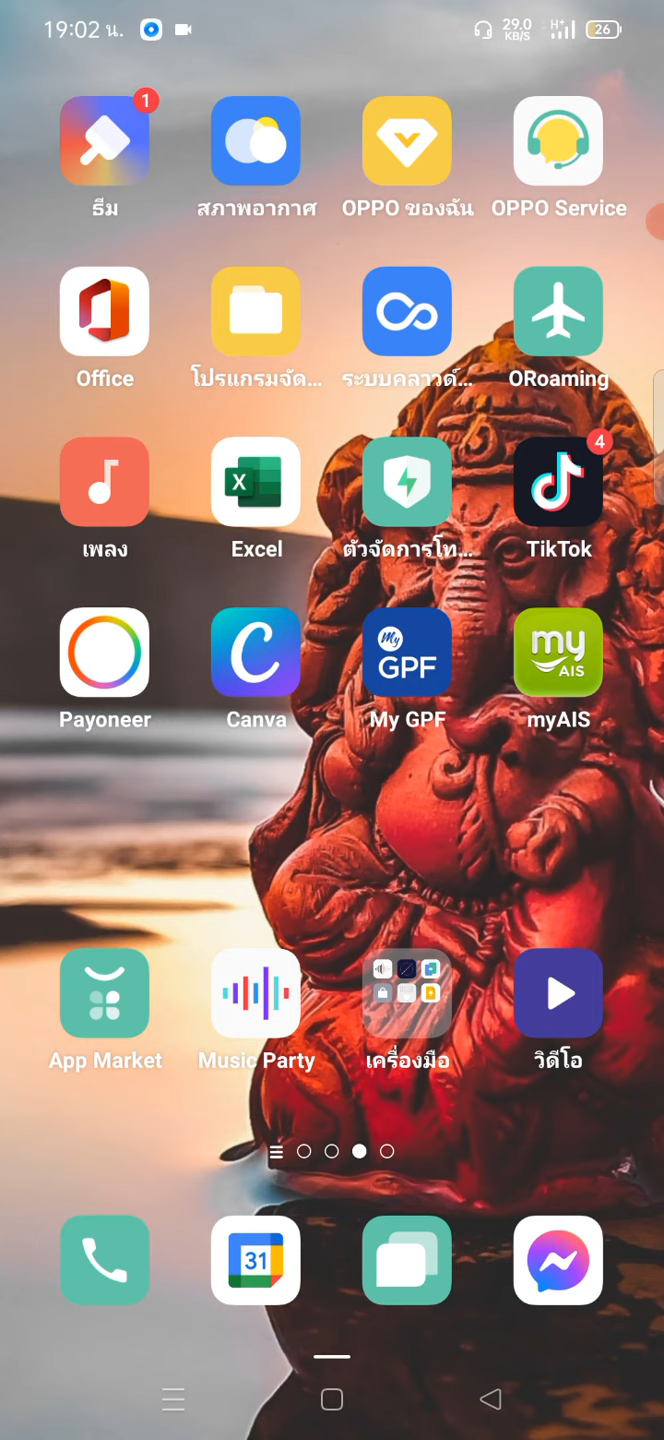 19:02 น.
29.0
KB/S
H+
26
1
ธีม
สภาพอากาศ
OPPO ของฉัน
OPPO Service
Office
โปรแกรมจัด...
ระบบคลาวด์...
ORoaming
4
X
เพลง
Excel
ตัวจัดการโท...
TikTok
C
My
GPF
my
AIS
Payoneer
Canva
My GPF
myAIS
App Market
Music Party
เครื่องมือ
วิดีโอ
31